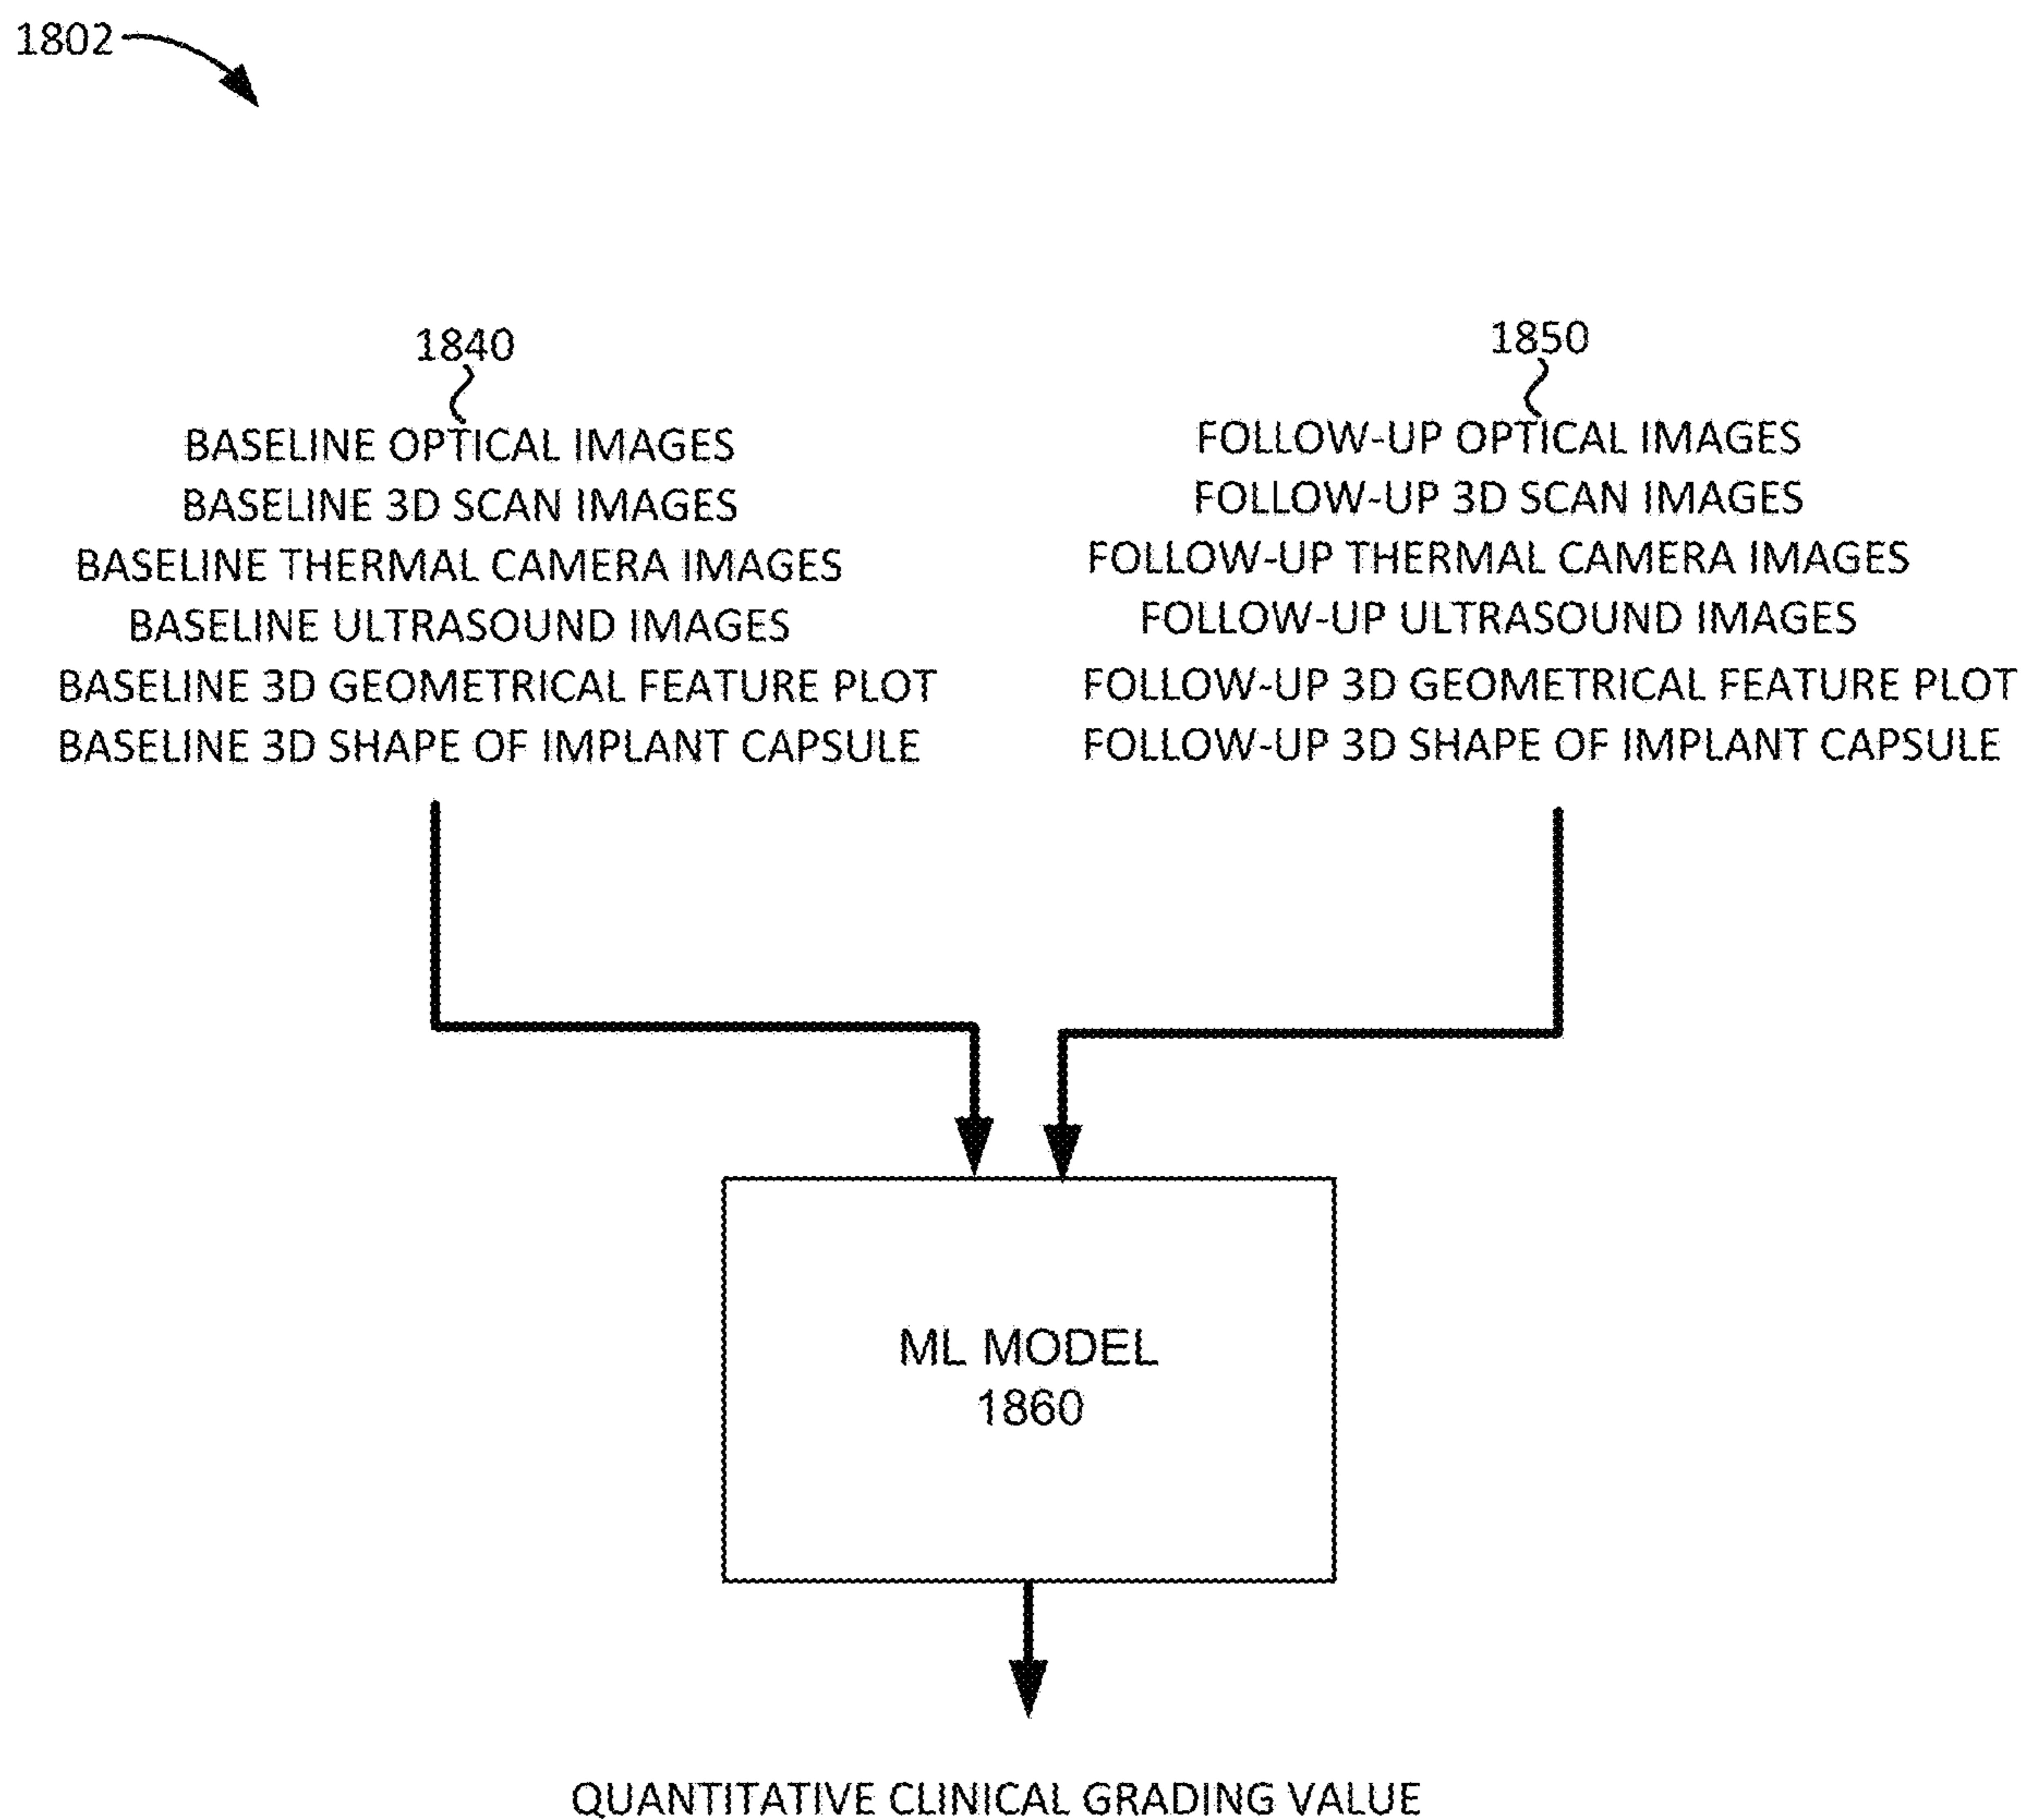 1802
1840
BASELINE OPTICAL IMAGES
BASELINE 3D SCAN IMAGES
BASELINE THERMAL CAMERA IMAGES
BASELINE ULTRASOUND IMAGES
BASELINE 3D GEOMETRICAL FEATURE PLOT
BASELINE 3D SHAPE OF IMPLANT CAPSULE
1850
FOLLOW-UP OPTICAL IMAGES
FOLLOW-UP 3D SCAN IMAGES
FOLLOW-UP THERMAL CAMERA IMAGES
FOLLOW-UP ULTRASOUND IMAGES
FOLLOW-UP 3D GEOMETRICAL FEATURE PLOT
FOLLOW-UP 3D SHAPE OF IMPLANT CAPSULE
ML MODEL
1860
QUANTITATIVE CLINICAL GRADING VALUE